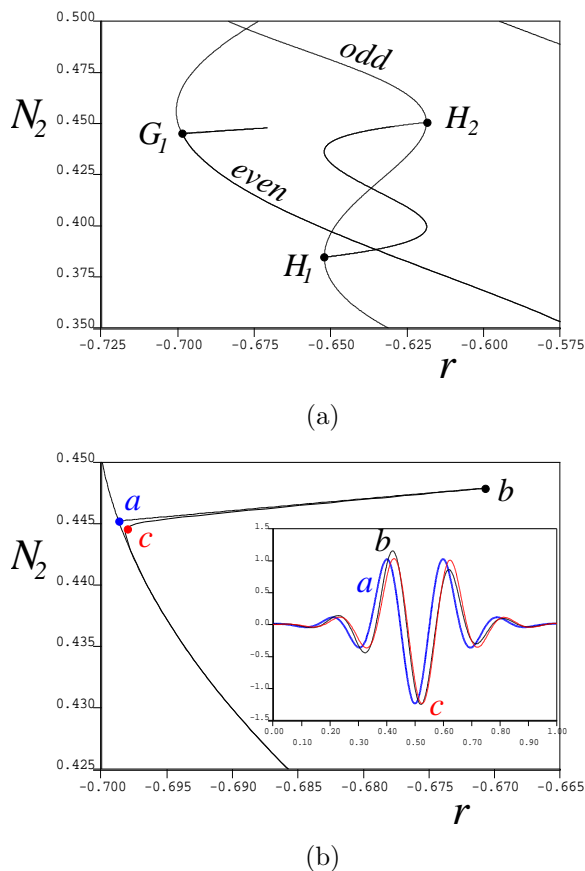 0.500
0.475
0.450
0.425
0.400
0.375
0.350
N2
odd
G1
H2
even
H1
-0.725 -0.700 -0.675 -0.650 -0.625 -0.600 -0.575
r
(a)
0.450
0.445
0.440
0.435
0.430
0.425
N2
a
c
b
1.5
1.0
0.5
0.0
-0.5
-1.0
-1.5
b
a
c
0.00 0.20 0.40 0.60 0.80 1.00
0.10 0.30 0.50 0.70 0.90
-0.700 -0.695 -0.690 -0.685 -0.680 -0.675 -0.670 -0.665
r
(b)